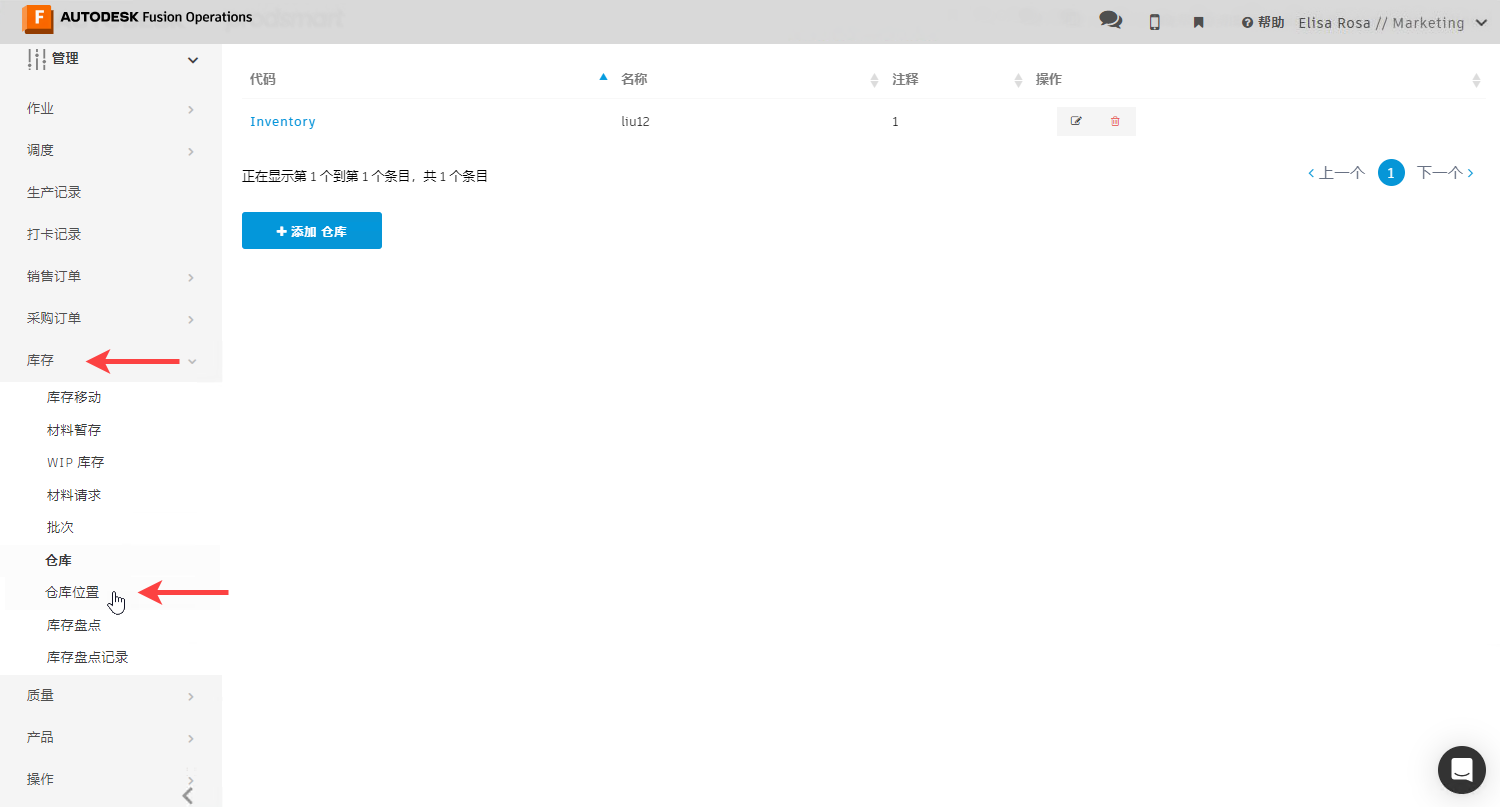 AUTODESK Fusion Operations
帮助 Elisa Rosa // Marketing
管理
作业
调度
生产记录
打卡记录
销售订单
采购订单
库存
库存移动
材料暂存
WIP 库存
材料请求
批次
仓库
仓库位置
库存盘点
库存盘点记录
质量
产品
操作
代码 名称 注释 操作
Inventory liu12 1
正在显示第 1 个到第 1 个条目，共 1 个条目
上一个 1 下一个
添加 仓库